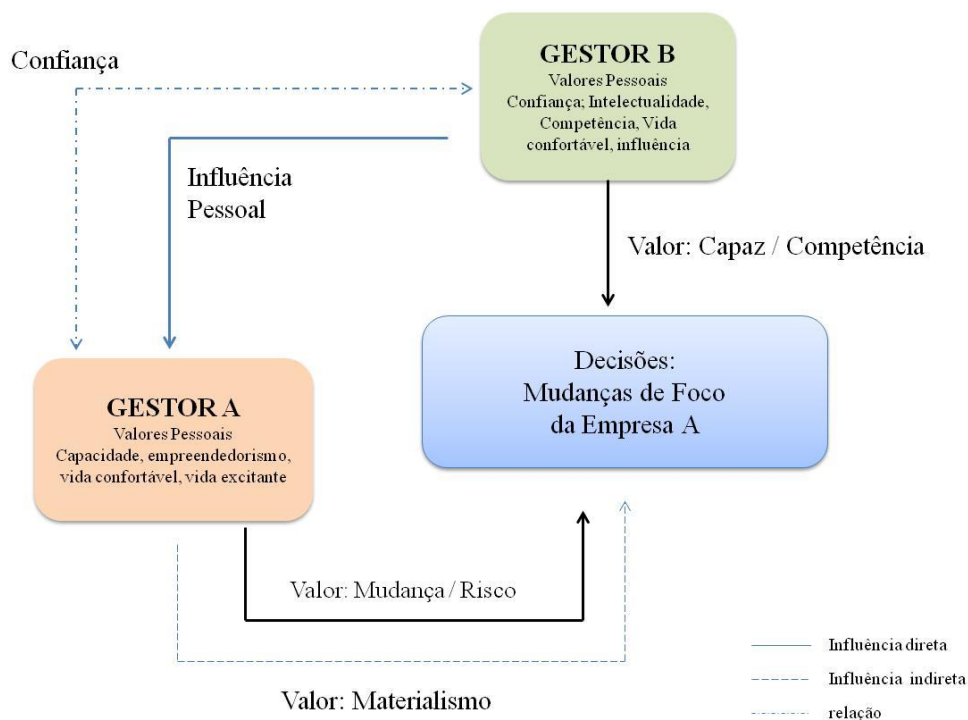 Confiança
GESTOR B
Valores Pessoais
Confiança; Intelectualidade,
Competência, Vida
confortável, influência
Influência
Pessoal
Valor: Capaz / Competência
Decisões:
Mudanças de Foco
da Empresa A
GESTOR A
Valores Pessoais
Capacidade, empreendedorismo,
vida confortável, vida excitante
Valor: Mudança / Risco
Valor: Materialismo
Influência direta
Influência indireta
relação